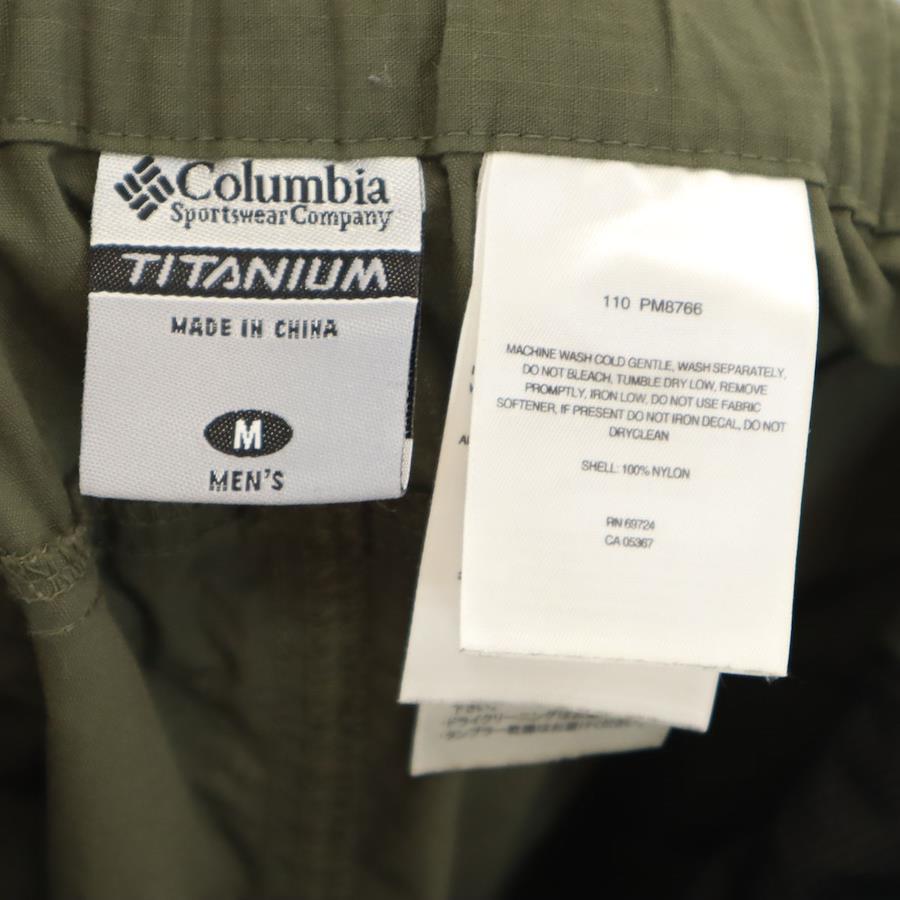 Columbia
Sportswear Company
TITANIUM
MADE IN CHINA
M
MEN'S
110 PM8766
MACHINE WASH COLD GENTLE, WASH SEPARATELY,
DO NOT BLEACH, TUMBLE DRY LOW, REMOVE
PROMPTLY, IRON LOW, DO NOT USE FABRIC
SOFTENER, IF PRESENT DO NOT IRON DECAL, DO NOT
DRYCLEAN
SHELL: 100% NYLON
RN 69724
CA 05367